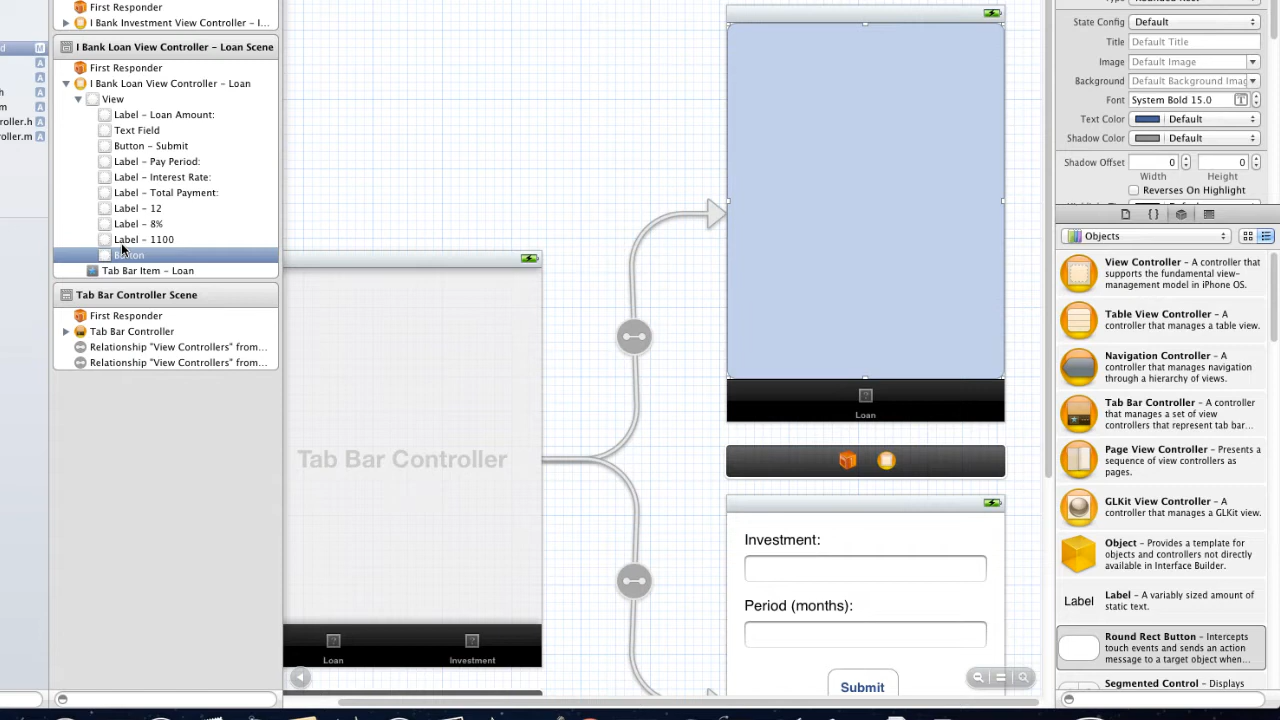 First Responder
I Bank Investment View Controller – I...
I Bank Loan View Controller – Loan Scene
First Responder
I Bank Loan View Controller – Loan
View
Label – Loan Amount:
Text Field
Button – Submit
Label – Pay Period:
Label – Interest Rate:
Label – Total Payment:
Label – 12
Label – 8%
Label – 1100
Button
Tab Bar Item – Loan
Tab Bar Controller Scene
First Responder
Tab Bar Controller
Relationship "View Controllers" from...
Relationship "View Controllers" from...
M
A
A
A
A
oller.h A
oller.m A
Tab Bar Controller
Loan
Investment
Loan
Investment:
Period (months):
Submit
State Config Default
Title Default Title
Image Default Image
Background Default Background Imag
Font System Bold 15.0
Text Color Default
Shadow Color Default
Shadow Offset 0 0
Width Height
Reverses On Highlight
Objects
View Controller – A controller that
supports the fundamental view-
management model in iPhone OS.
Table View Controller – A
controller that manages a table view.
Navigation Controller – A
controller that manages navigation
through a hierarchy of views.
Tab Bar Controller – A controller
that manages a set of view
controllers that represent tab bar...
Page View Controller – Presents a
sequence of view controllers as
pages.
GLKit View Controller – A
controller that manages a GLKit view.
Object – Provides a template for
objects and controllers not directly
available in Interface Builder.
Label
Label – A variably sized amount of
static text.
Round Rect Button – Intercepts
touch events and sends an action
message to a target object when...
Segmented Control – Displays